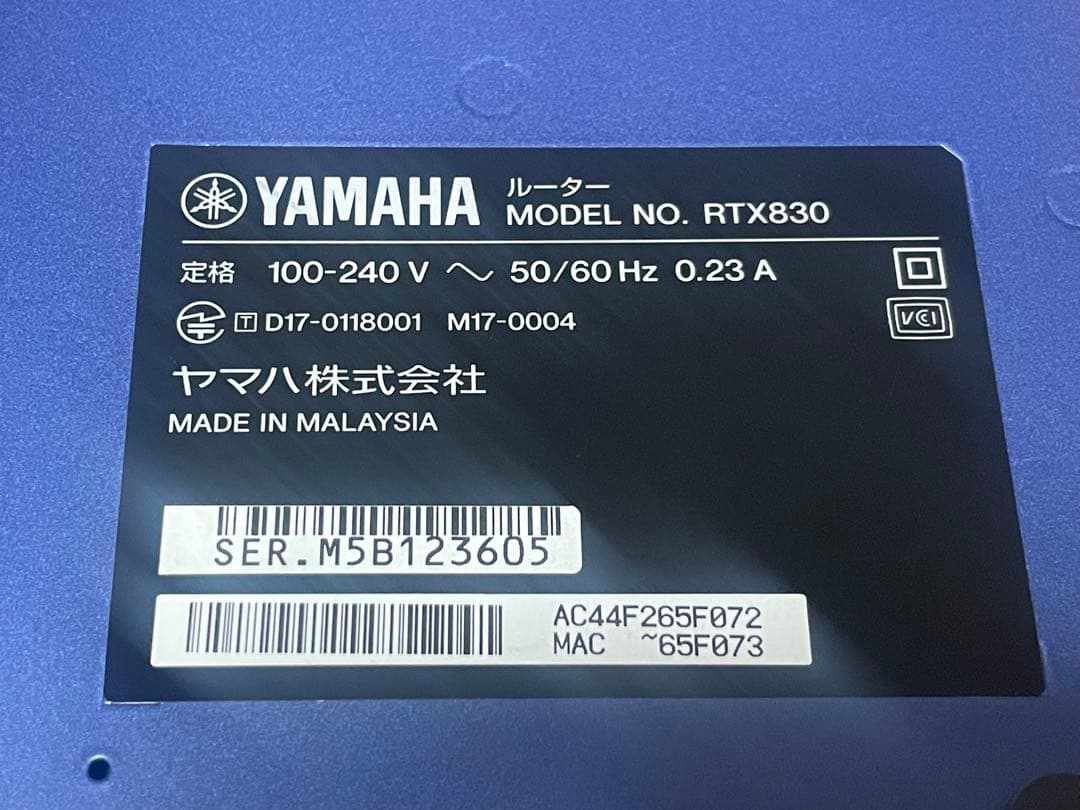 YAMAHA ルーター
MODEL NO. RTX830
定格 100-240 V ～ 50/60 Hz 0.23 A
T D17-0118001 M17-0004
VCI
ヤマハ株式会社
MADE IN MALAYSIA
SER.M5B123605
AC44F265F072
MAC ~65F073